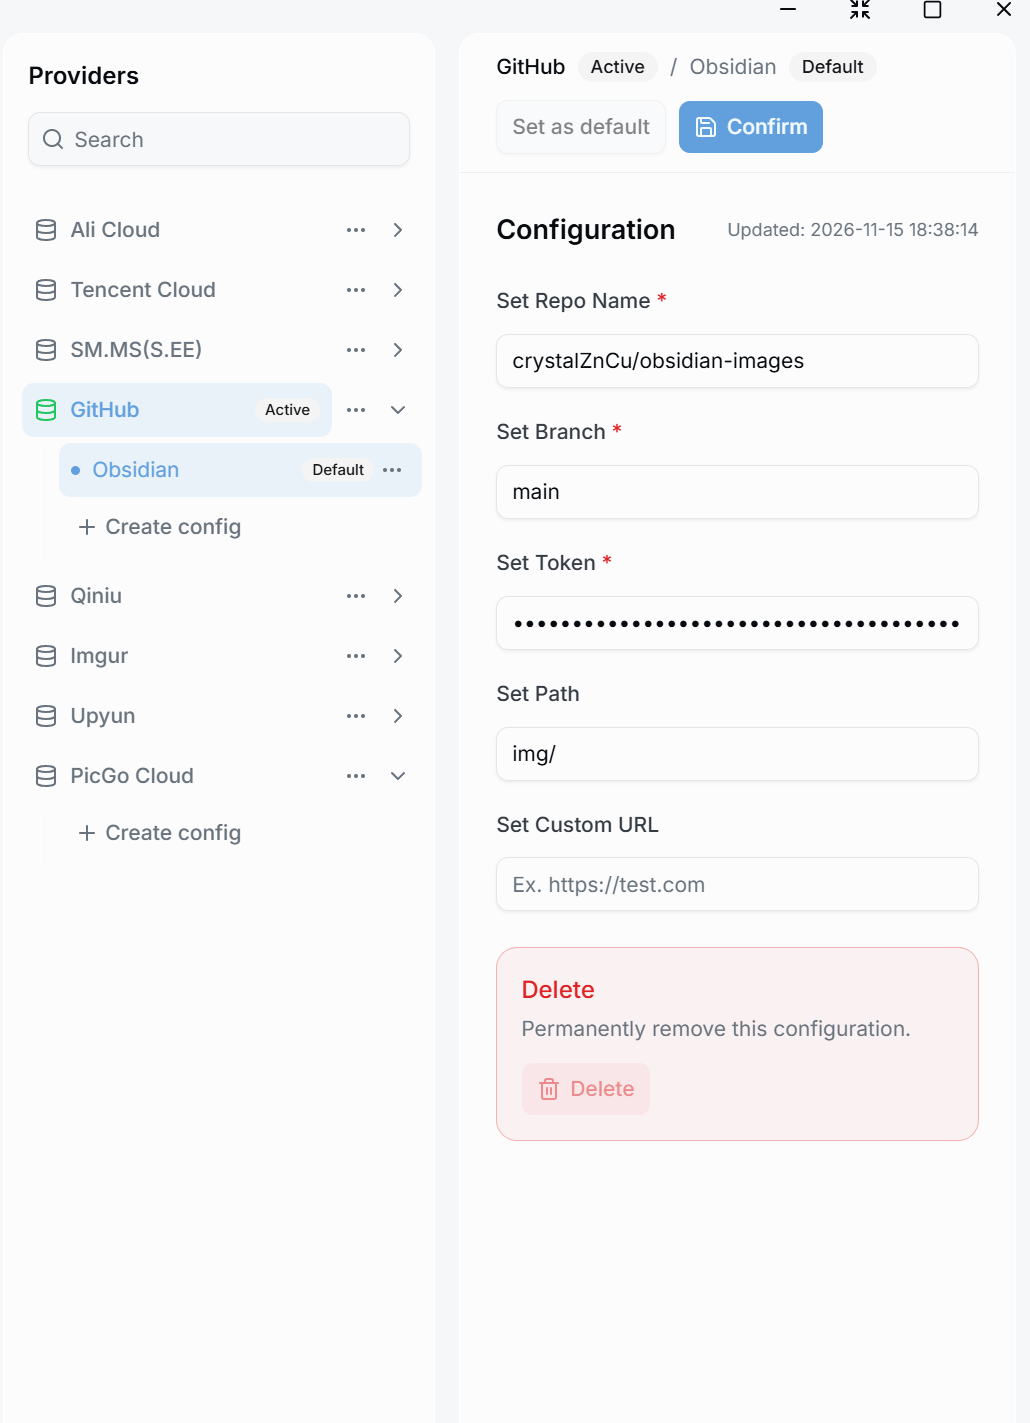 Providers
Search
Ali Cloud
Tencent Cloud
SM.MS(S.EE)
GitHub Active
Obsidian Default
Create config
Qiniu
Imgur
Upyun
PicGo Cloud
Create config
GitHub Active / Obsidian Default
Set as default Confirm
Configuration Updated: 2026-11-15 18:38:14
Set Repo Name *
crystalZnCu/obsidian-images
Set Branch *
main
Set Token *
••••••••••••••••••••••••••••••••••••••
Set Path
img/
Set Custom URL
Ex. https://test.com
Delete
Permanently remove this configuration.
Delete